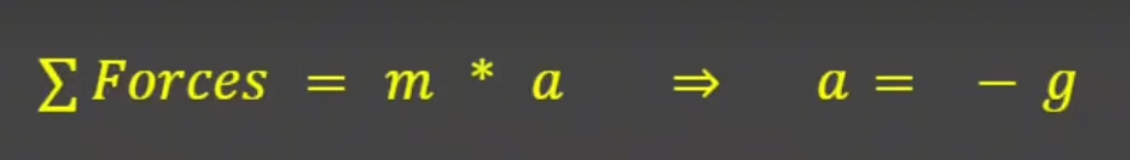 ∑ Forces = m * a ⇒ a = − g